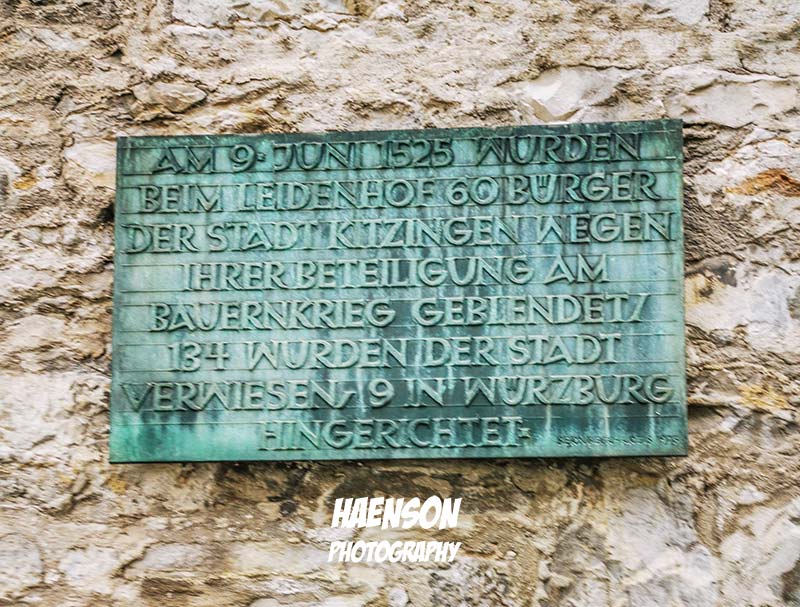 AM 9· JUNI 1525 WURDEN
BEIM LEIDENHOF 60 BÜRGER
DER STADT KITZINGEN WEGEN
IHRER BETEILIGUNG AM
BAUERNKRIEG GEBLENDET/
134 WURDEN DER STADT
VERWIESEN, 9 IN WÜRZBURG
HINGERICHTET·
HAENSON
PHOTOGRAPHY